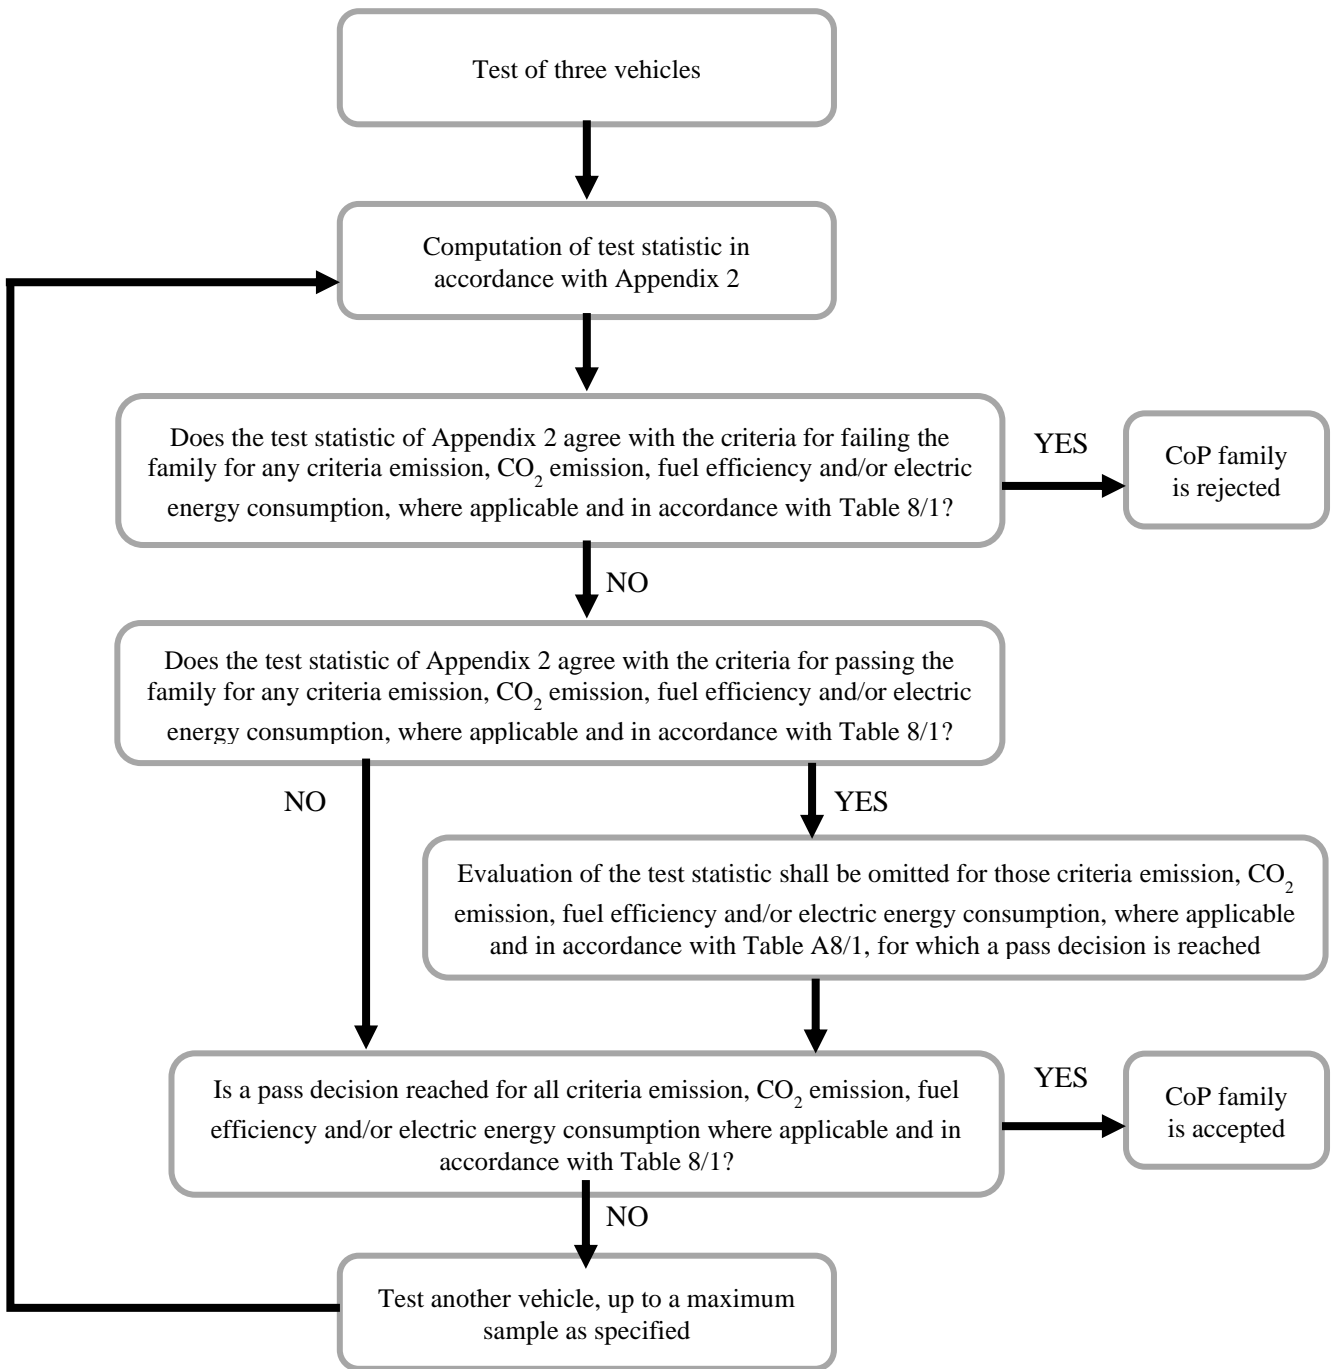 Test of three vehicles
Computation of test statistic in
accordance with Appendix 2
Does the test statistic of Appendix 2 agree with the criteria for failing the
family for any criteria emission, CO₂ emission, fuel efficiency and/or electric
energy consumption, where applicable and in accordance with Table 8/1?
YES
CoP family
is rejected
NO
Does the test statistic of Appendix 2 agree with the criteria for passing the
family for any criteria emission, CO₂ emission, fuel efficiency and/or electric
energy consumption, where applicable and in accordance with Table 8/1?
NO
YES
Evaluation of the test statistic shall be omitted for those criteria emission, CO₂
emission, fuel efficiency and/or electric energy consumption, where applicable
and in accordance with Table A8/1, for which a pass decision is reached
Is a pass decision reached for all criteria emission, CO₂ emission, fuel
efficiency and/or electric energy consumption where applicable and in
accordance with Table 8/1?
YES
CoP family
is accepted
NO
Test another vehicle, up to a maximum
sample as specified